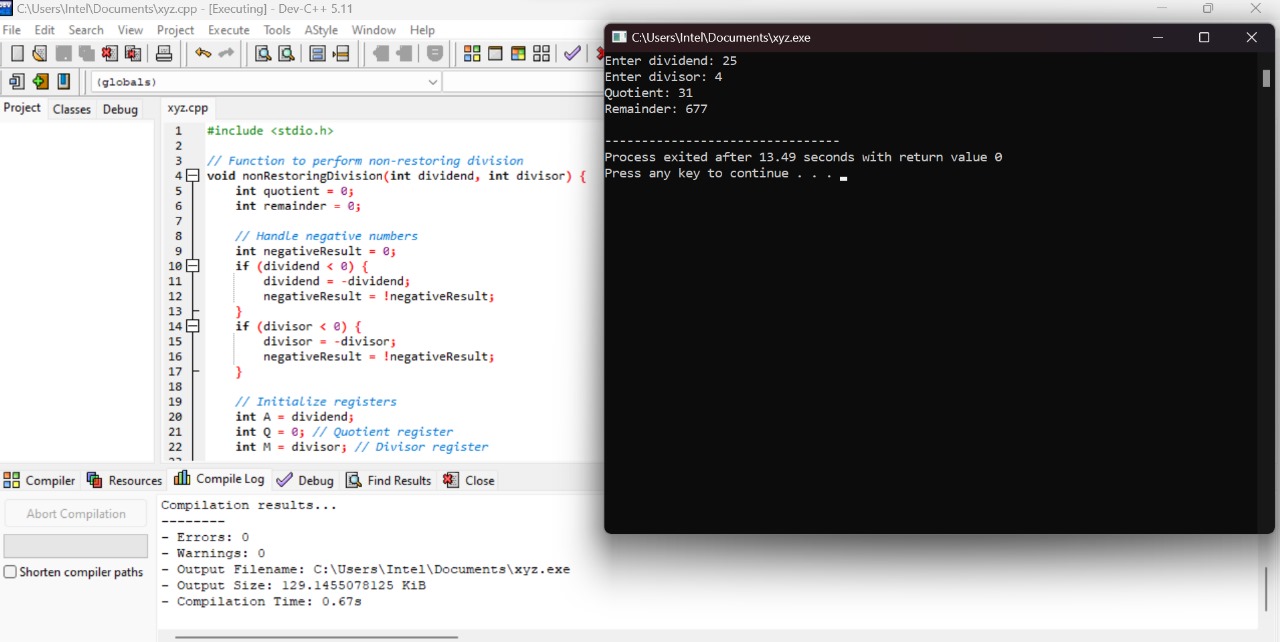 C:\Users\Intel\Documents\xyz.cpp - [Executing] - Dev-C++ 5.11
File Edit Search View Project Execute Tools AStyle Window Help
(globals)
Project Classes Debug
xyz.cpp
1 #include <stdio.h>
2
3 // Function to perform non-restoring division
4 void nonRestoringDivision(int dividend, int divisor) {
5 int quotient = 0;
6 int remainder = 0;
7
8 // Handle negative numbers
9 int negativeResult = 0;
10 if (dividend < 0) {
11 dividend = -dividend;
12 negativeResult = !negativeResult;
13 }
14 if (divisor < 0) {
15 divisor = -divisor;
16 negativeResult = !negativeResult;
17 }
18
19 // Initialize registers
20 int A = dividend;
21 int Q = 0; // Quotient register
22 int M = divisor; // Divisor register
C:\Users\Intel\Documents\xyz.exe
Enter dividend: 25
Enter divisor: 4
Quotient: 31
Remainder: 677
--------------------------------
Process exited after 13.49 seconds with return value 0
Press any key to continue . . .
Compiler Resources Compile Log Debug Find Results Close
Abort Compilation
Shorten compiler paths
Compilation results...
--------
- Errors: 0
- Warnings: 0
- Output Filename: C:\Users\Intel\Documents\xyz.exe
- Output Size: 129.1455078125 KiB
- Compilation Time: 0.67s